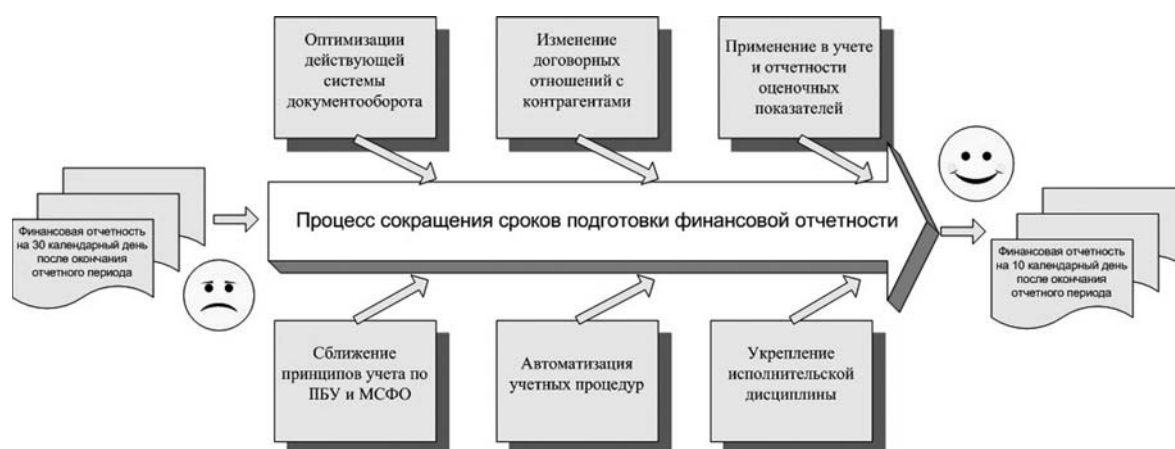 Оптимизации
действующей
системы
документооборота
Изменение
договорных
отношений с
контрагентами
Применение в учете
и отчетности
оценочных
показателей
Финансовая отчетность
на 30 календарный день
после окончания
отчетного периода
Процесс сокращения сроков подготовки финансовой отчетности
Финансовая отчетность
на 10 календарный день
после окончания
отчетного периода
Сближение
принципов учета по
ПБУ и МСФО
Автоматизация
учетных процедур
Укрепление
исполнительской
дисциплины